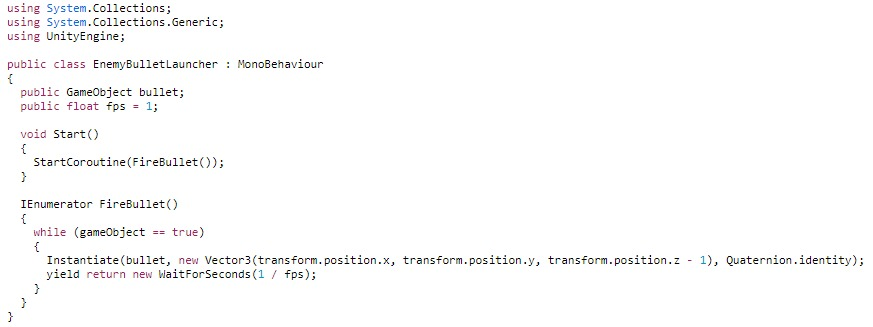 using System.Collections;
using System.Collections.Generic;
using UnityEngine;
public class EnemyBulletLauncher : MonoBehaviour
{
public GameObject bullet;
public float fps = 1;
void Start()
{
StartCoroutine(FireBullet());
}
IEnumerator FireBullet()
{
while (gameObject == true)
{
Instantiate(bullet, new Vector3(transform.position.x, transform.position.y, transform.position.z - 1), Quaternion.identity);
yield return new WaitForSeconds(1 / fps);
}
}
}